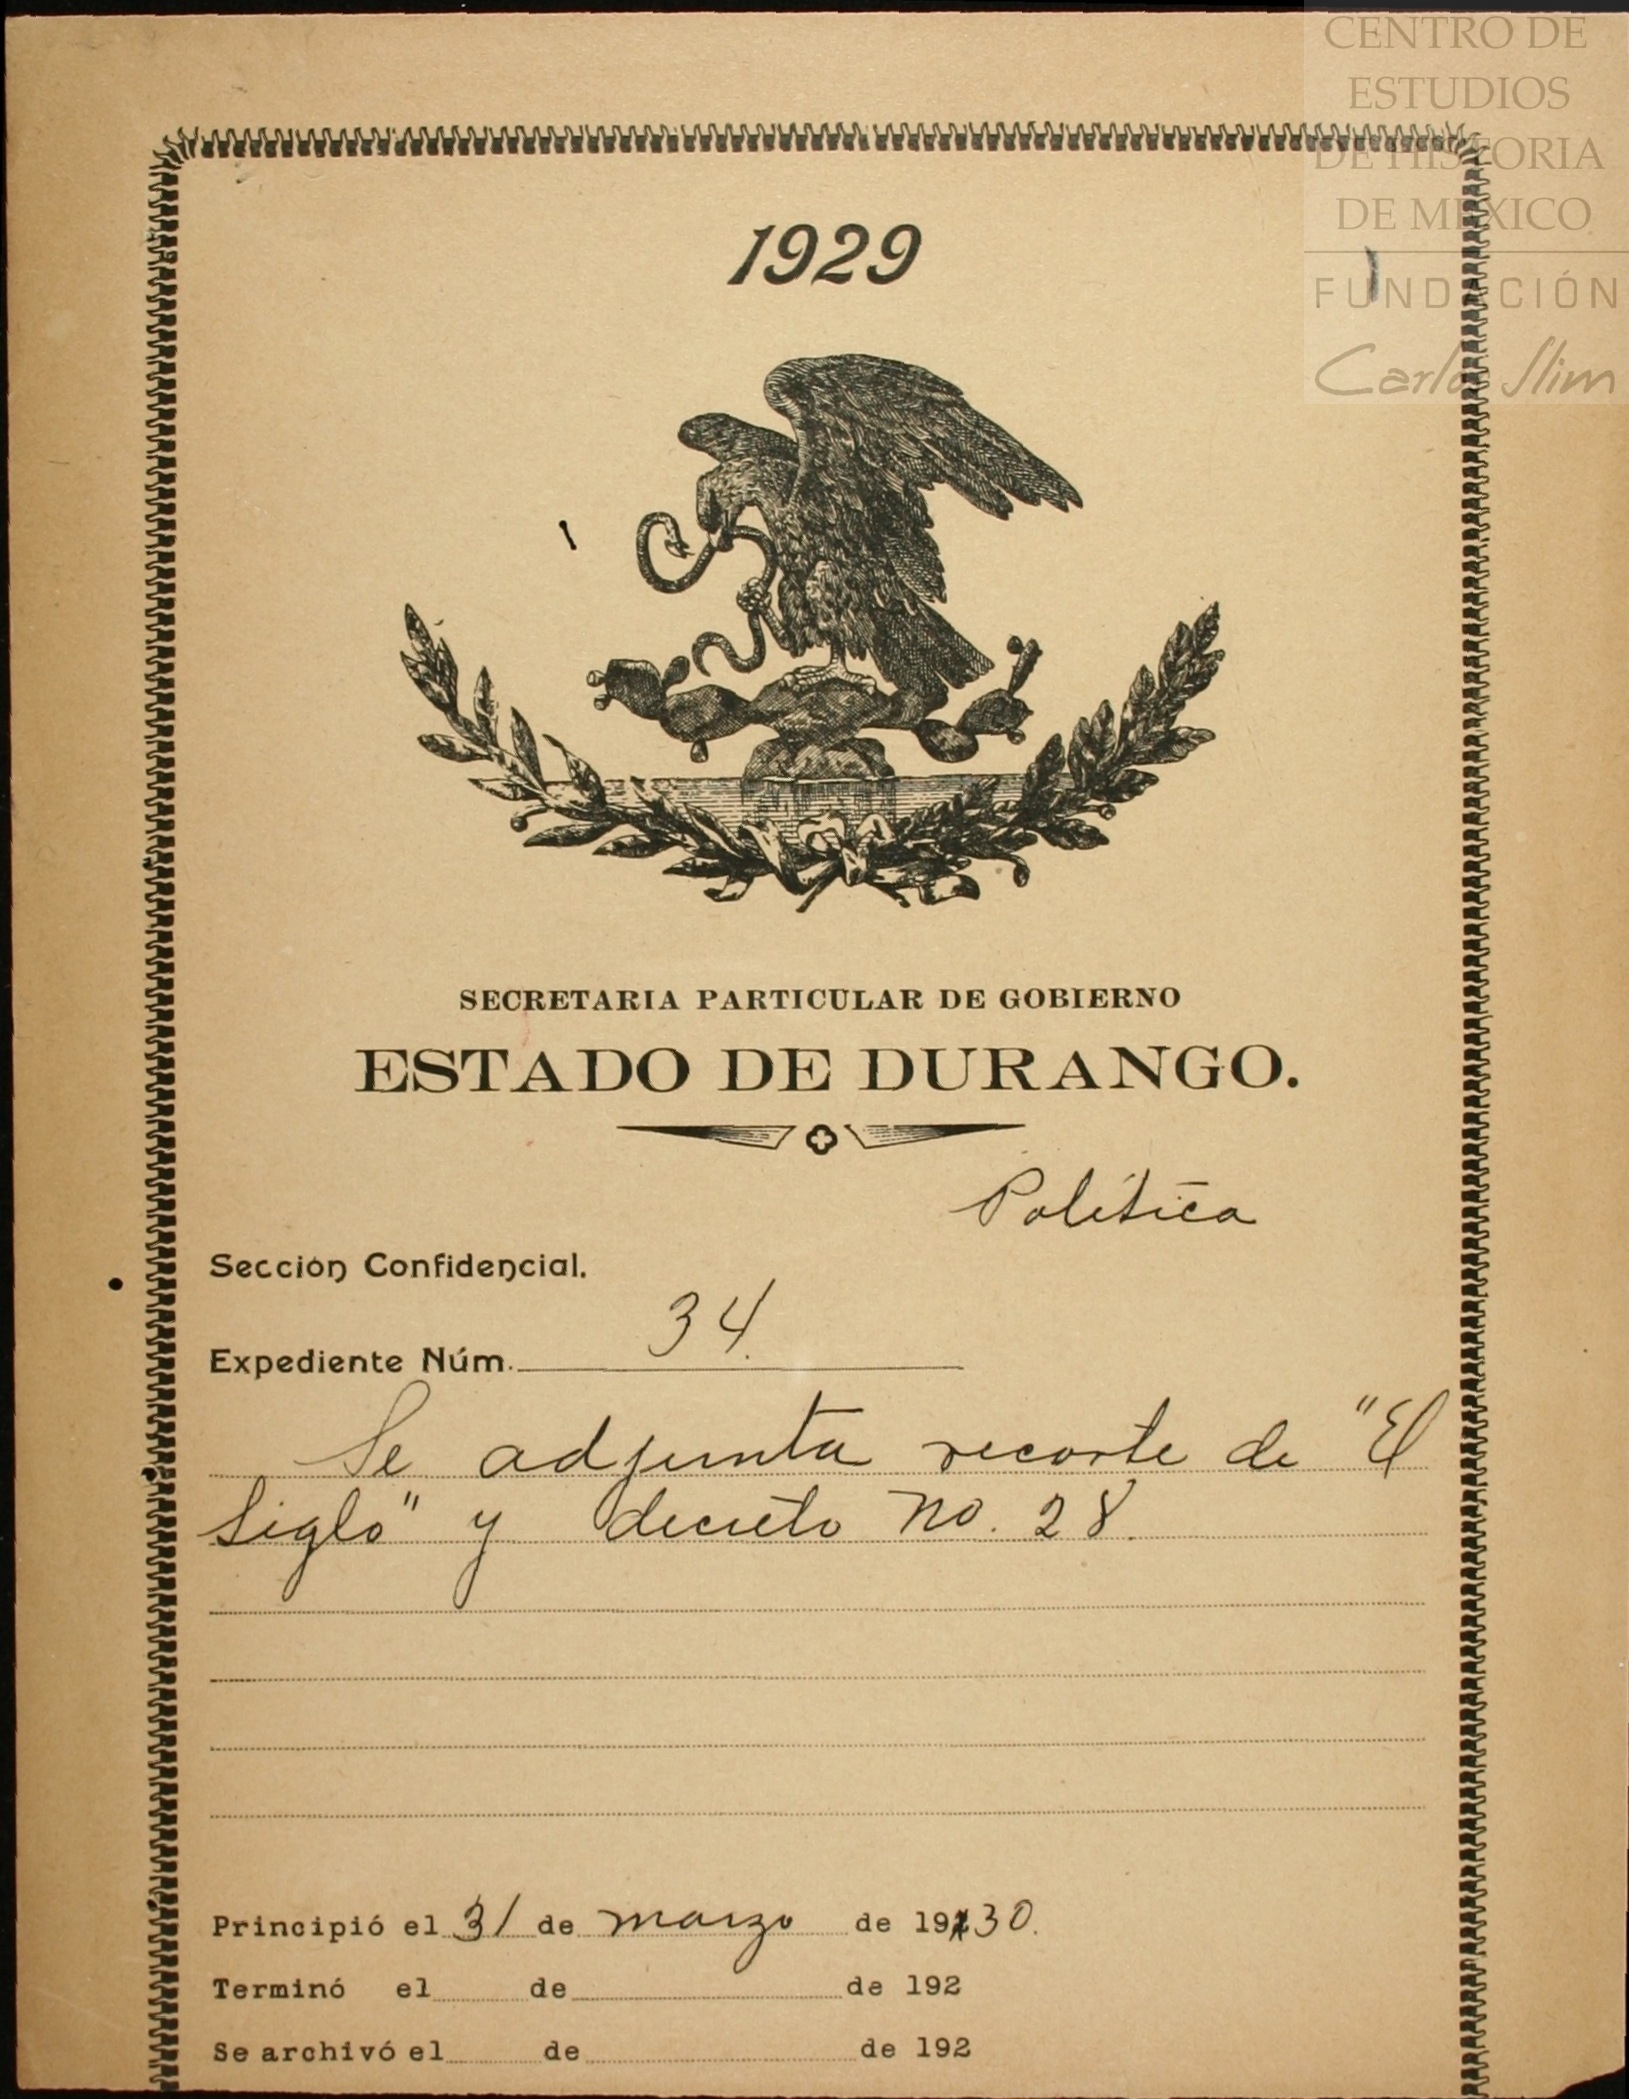 CENTRO DE
ESTUDIOS
DE HISTORIA
DE MEXICO
FUNDACIÓN
Carlos Slim
1929
SECRETARIA PARTICULAR DE GOBIERNO
ESTADO DE DURANGO.
Política
Sección Confidencial.
Expediente Núm. 34.
Se adjunta recorte de "El
Siglo" y decreto No. 28.
Principió el 31 de marzo de 19230.
Terminó el de de 192
Se archivó el de de 192